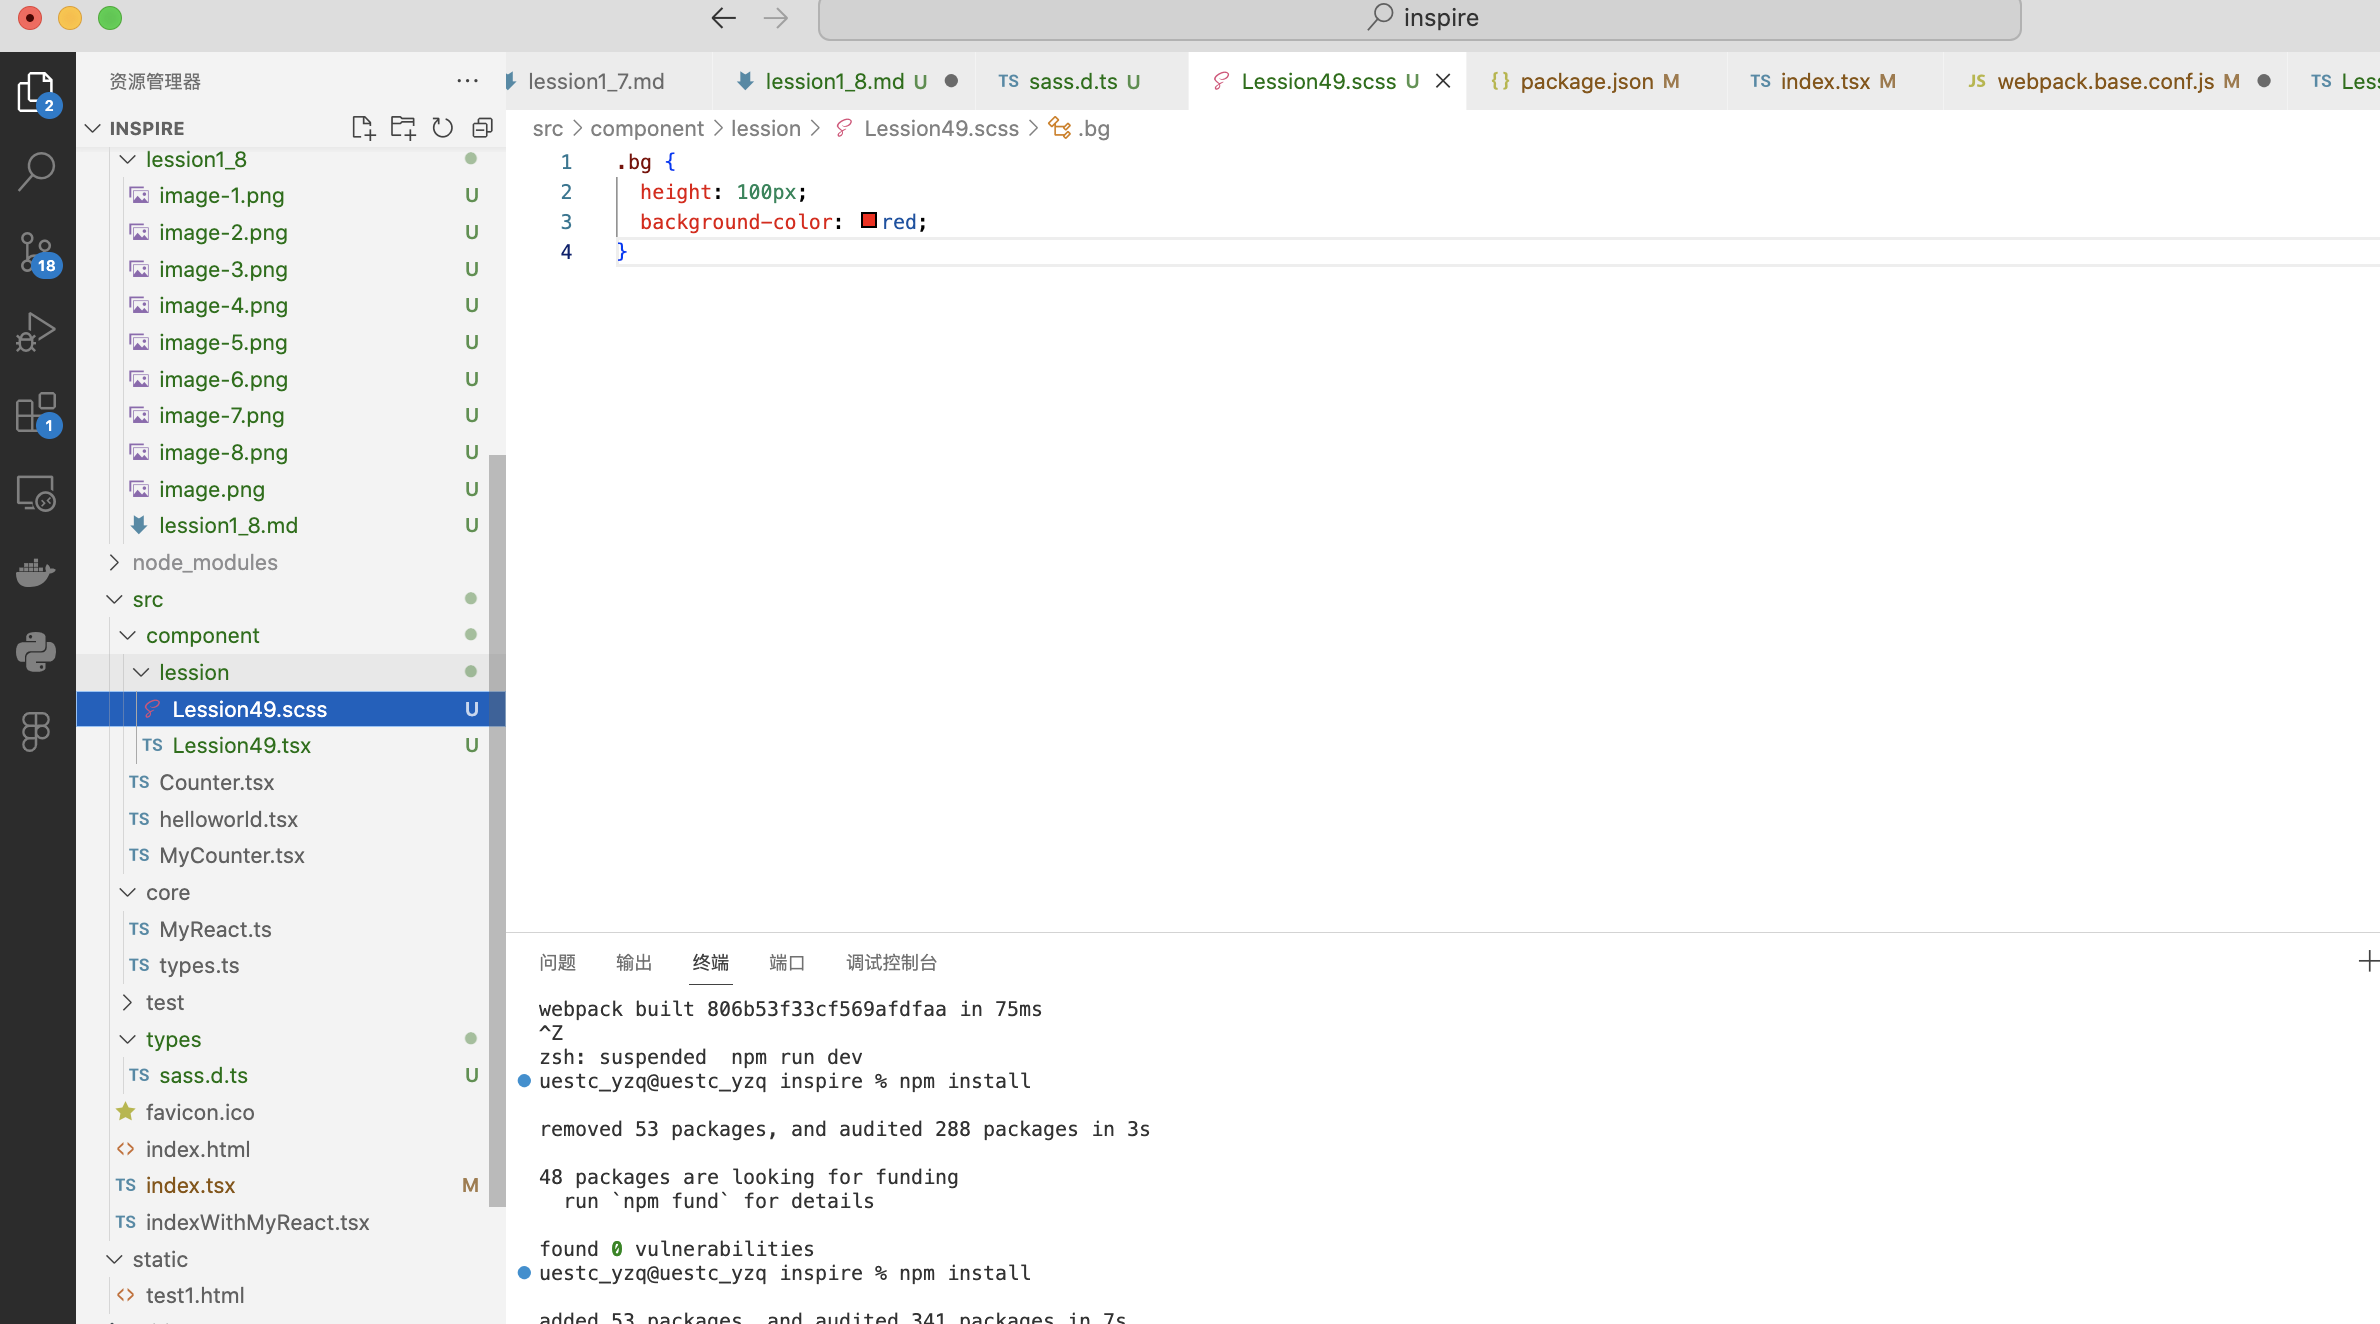 inspire
2
18
1
资源管理器
INSPIRE
lession1_8
image-1.png U
image-2.png U
image-3.png U
image-4.png U
image-5.png U
image-6.png U
image-7.png U
image-8.png U
image.png U
lession1_8.md U
node_modules
src
component
lession
Lession49.scss U
TS Lession49.tsx U
TS Counter.tsx
TS helloworld.tsx
TS MyCounter.tsx
core
TS MyReact.ts
TS types.ts
test
types
TS sass.d.ts U
favicon.ico
index.html
TS index.tsx M
TS indexWithMyReact.tsx
static
test1.html
lession1_7.md lession1_8.md U TS sass.d.ts U Lession49.scss U {} package.json M TS index.tsx M JS webpack.base.conf.js M TS Les
src > component > lession > Lession49.scss > .bg
1 .bg {
2 height: 100px;
3 background-color: red;
4 }
问题 输出 终端 端口 调试控制台
webpack built 806b53f33cf569afdfaa in 75ms
^Z
zsh: suspended npm run dev
uestc_yzq@uestc_yzq inspire % npm install
removed 53 packages, and audited 288 packages in 3s
48 packages are looking for funding
run `npm fund` for details
found 0 vulnerabilities
uestc_yzq@uestc_yzq inspire % npm install
added 53 packages, and audited 341 packages in 7s